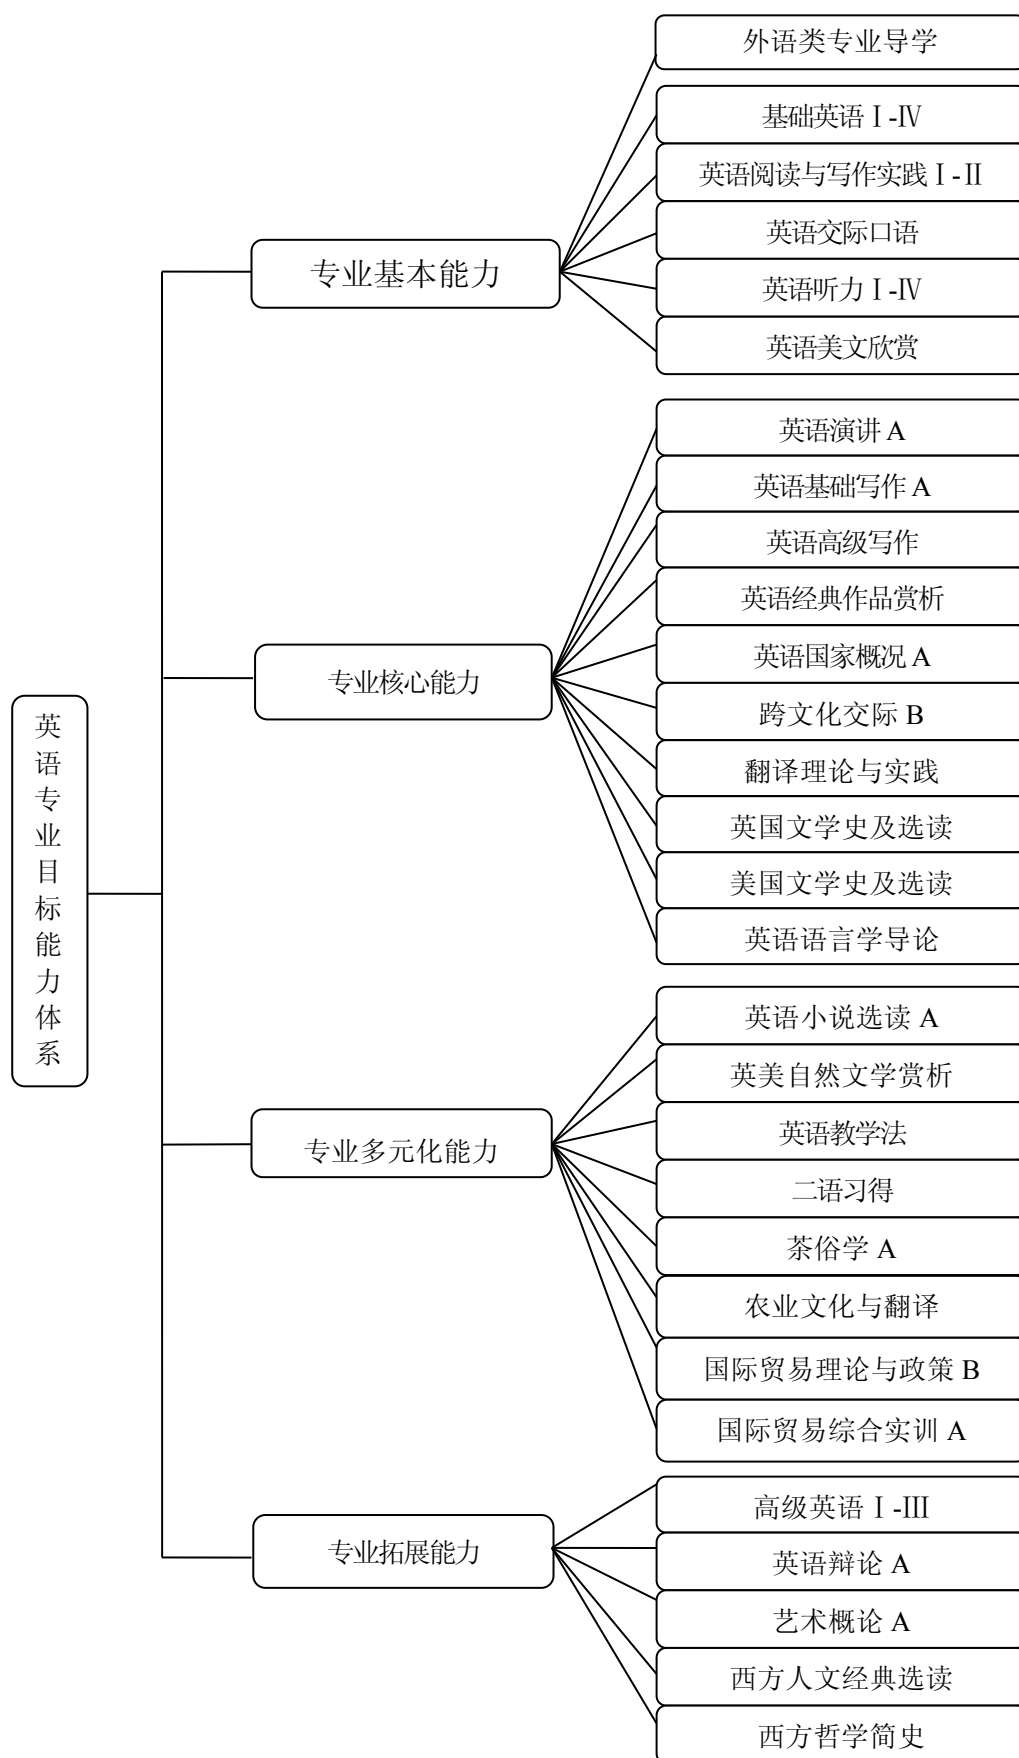 英语专业目标能力体系
专业基本能力
外语类专业导学
基础英语Ⅰ-Ⅳ
英语阅读与写作实践Ⅰ-Ⅱ
英语交际口语
英语听力Ⅰ-Ⅳ
英语美文欣赏
专业核心能力
英语演讲 A
英语基础写作 A
英语高级写作
英语经典作品赏析
英语国家概况 A
跨文化交际 B
翻译理论与实践
英国文学史及选读
美国文学史及选读
英语语言学导论
专业多元化能力
英语小说选读 A
英美自然文学赏析
英语教学法
二语习得
茶俗学 A
农业文化与翻译
国际贸易理论与政策 B
国际贸易综合实训 A
专业拓展能力
高级英语Ⅰ-Ⅲ
英语辩论 A
艺术概论 A
西方人文经典选读
西方哲学简史